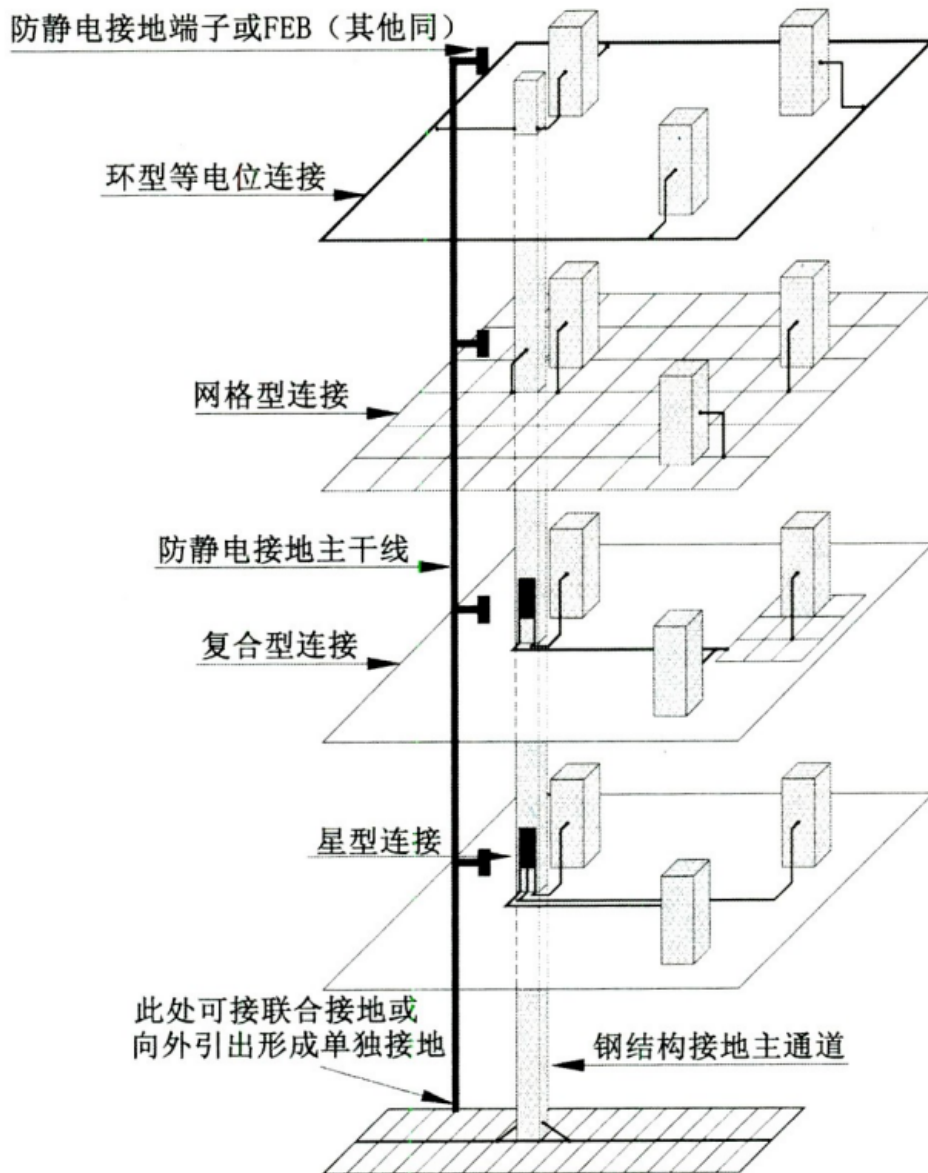 防静电接地端子或FEB（其他同）
环型等电位连接
网格型连接
防静电接地主干线
复合型连接
星型连接
此处可接联合接地或
向外引出形成单独接地
钢结构接地主通道